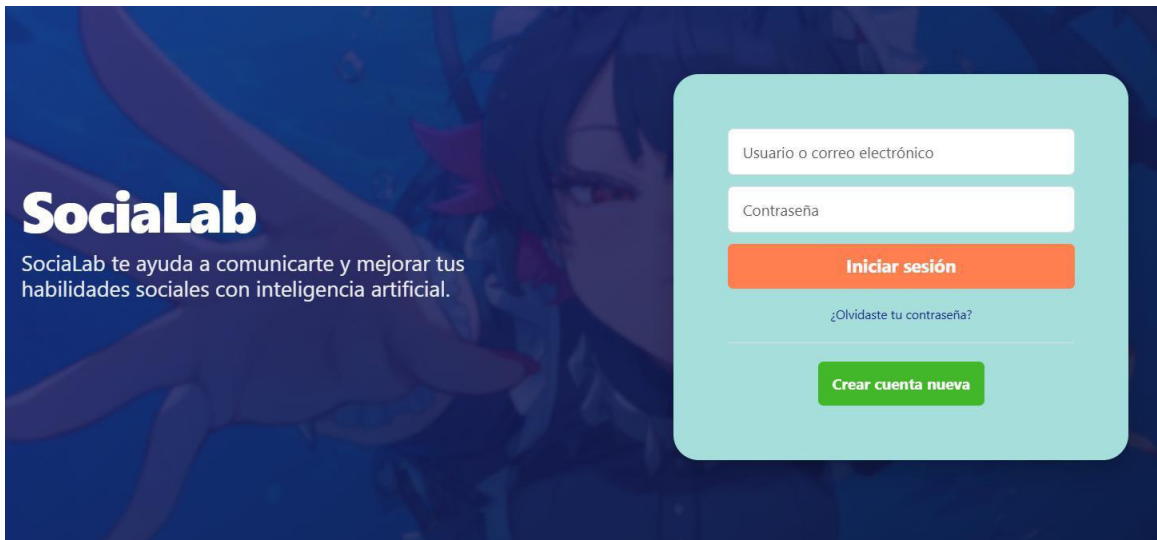 SociaLab
SociaLab te ayuda a comunicarte y mejorar tus
habilidades sociales con inteligencia artificial.
Usuario o correo electrónico
Contraseña
Iniciar sesión
¿Olvidaste tu contraseña?
Crear cuenta nueva